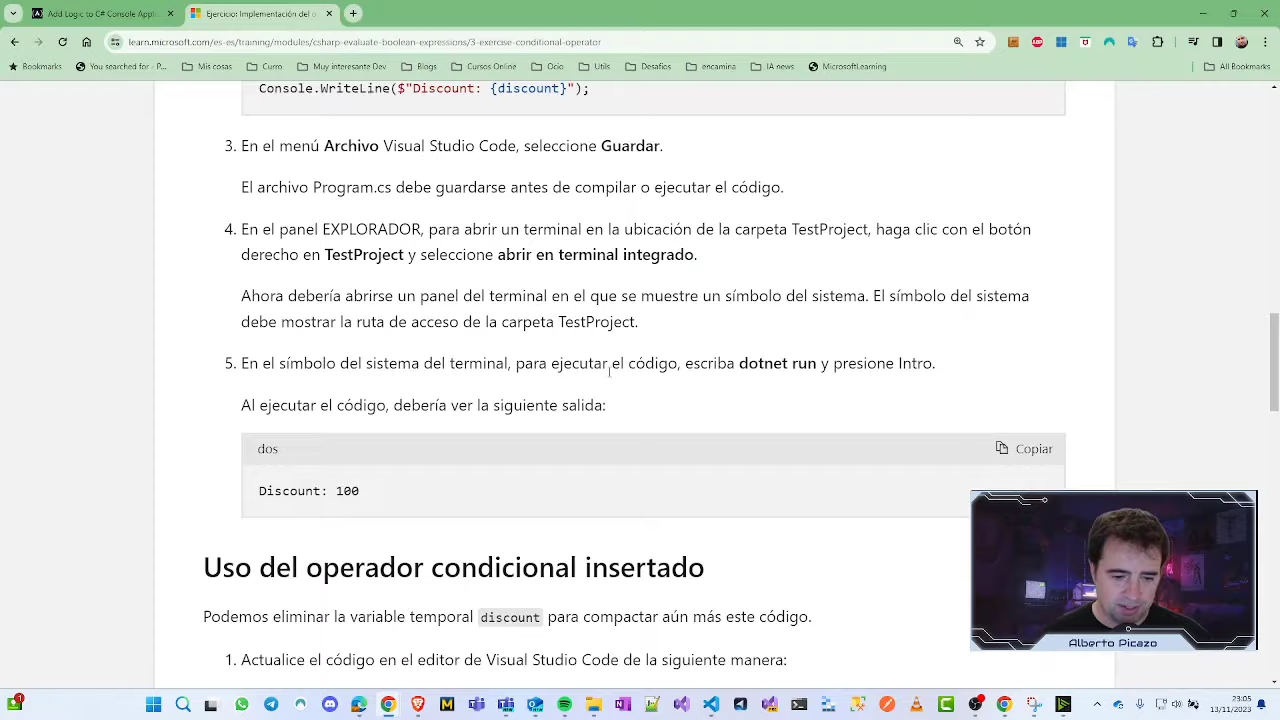 Add Logic to C# Console Appli
Ejercicio: Implementación del o
learn.microsoft.com/es-es/training/modules/csharp-evaluate-boolean-expressions/3-exercise-conditional-operator
Bookmarks
You searched for - P...
Mis cosas
Curro
Muy interesante Dev
Blogs
Cursos Online
Ocio
Utils
Desafios
encamina
IA news
MicrosoftLearning
All Bookmarks
Console.WriteLine($"Discount: {discount}");
3. En el menú Archivo Visual Studio Code, seleccione Guardar.
El archivo Program.cs debe guardarse antes de compilar o ejecutar el código.
4. En el panel EXPLORADOR, para abrir un terminal en la ubicación de la carpeta TestProject, haga clic con el botón
derecho en TestProject y seleccione abrir en terminal integrado.
Ahora debería abrirse un panel del terminal en el que se muestre un símbolo del sistema. El símbolo del sistema
debe mostrar la ruta de acceso de la carpeta TestProject.
5. En el símbolo del sistema del terminal, para ejecutar el código, escriba dotnet run y presione Intro.
Al ejecutar el código, debería ver la siguiente salida:
dos
Copiar
Discount: 100
Uso del operador condicional insertado
Podemos eliminar la variable temporal discount para compactar aún más este código.
1. Actualice el código en el editor de Visual Studio Code de la siguiente manera:
Alberto Picazo
23:05
13/11/2023